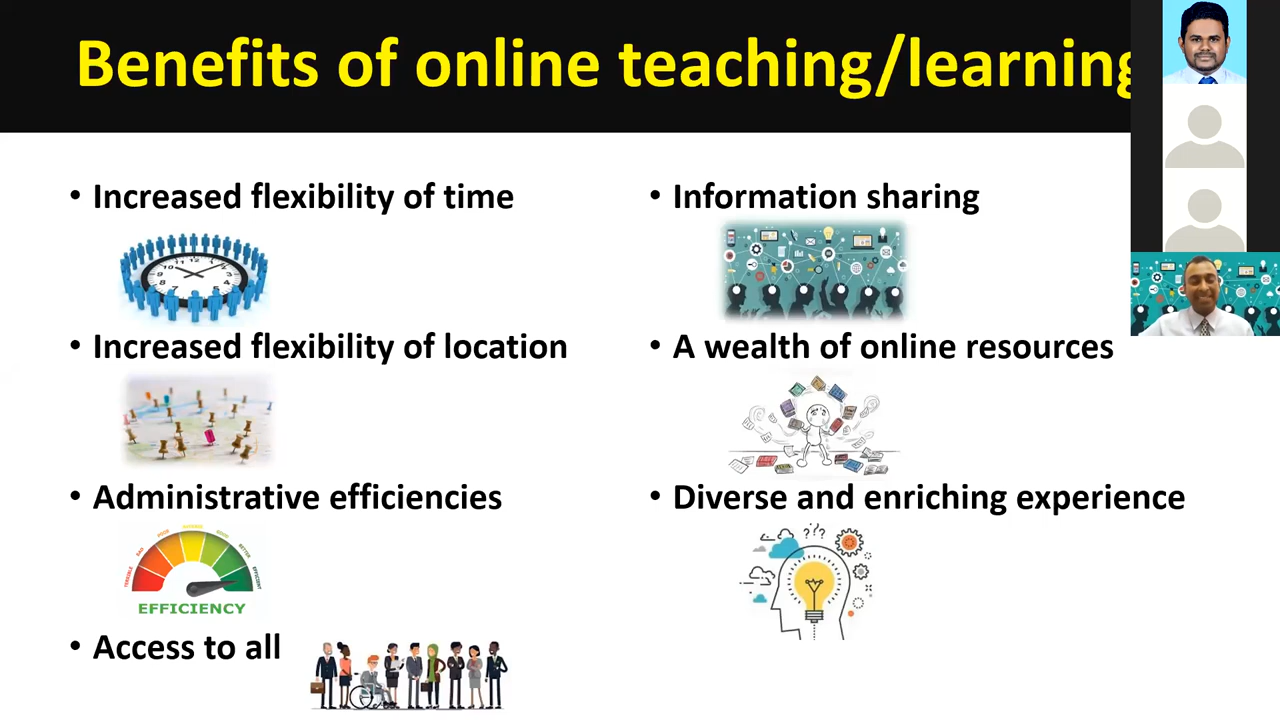 Benefits of online teaching/learning
• Increased flexibility of time
• Increased flexibility of location
• Administrative efficiencies
EFFICIENCY
• Access to all
• Information sharing
• A wealth of online resources
• Diverse and enriching experience